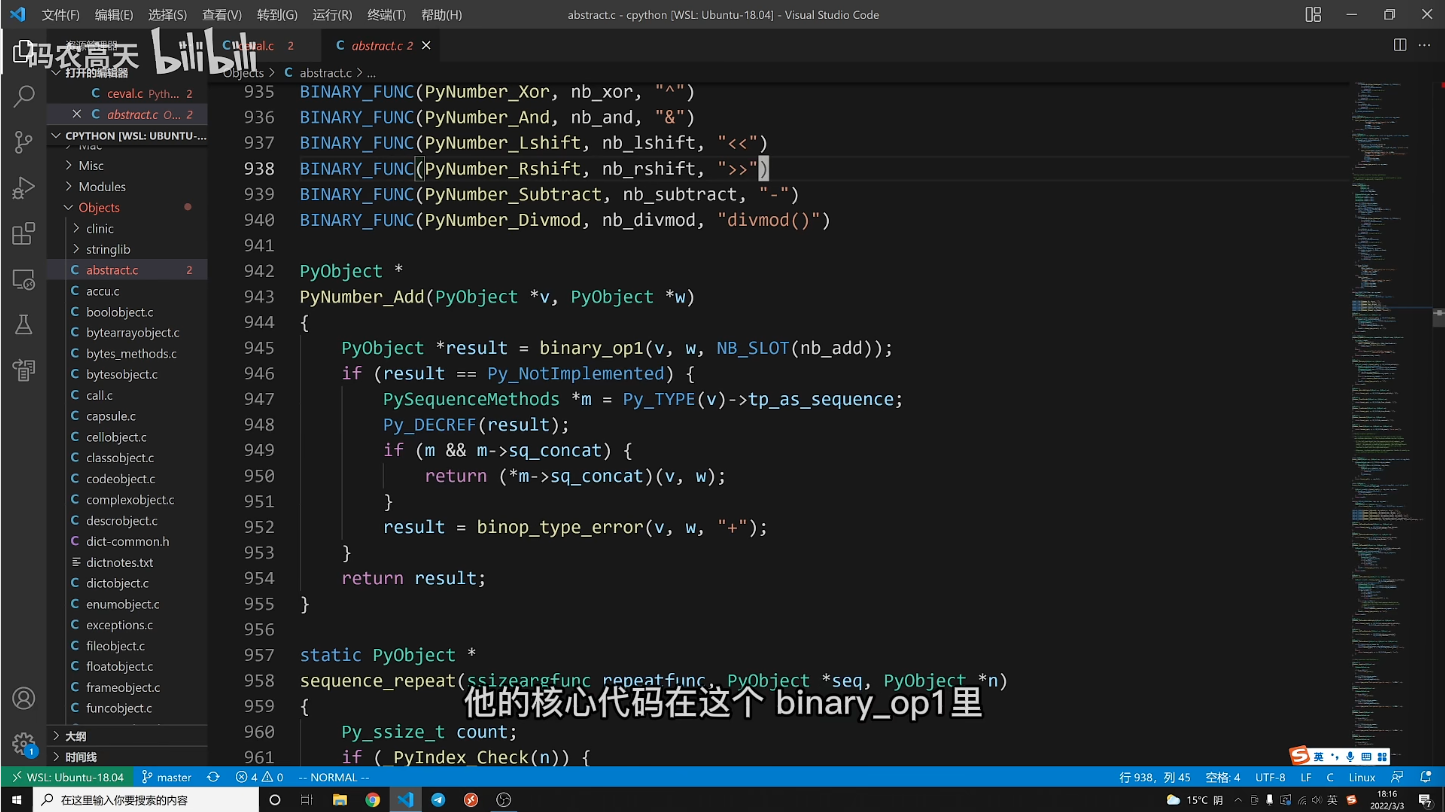 文件(F) 编辑(E) 选择(S) 查看(V) 转到(G) 运行(R) 终端(T) 帮助(H) abstract.c - cpython [WSL: Ubuntu-18.04] - Visual Studio Code
码农高天 bilibili
资源管理器
ceval.c 2 abstract.c 2
打开的编辑器
Objects > abstract.c > ...
ceval.c Pyth... 2
abstract.c O... 2
CPYTHON [WSL: UBUNTU-...
Mac
Misc
Modules
Objects
clinic
stringlib
abstract.c 2
accu.c
boolobject.c
bytearrayobject.c
bytes_methods.c
bytesobject.c
call.c
capsule.c
cellobject.c
classobject.c
codeobject.c
complexobject.c
descrobject.c
dict-common.h
dictnotes.txt
dictobject.c
enumobject.c
exceptions.c
fileobject.c
floatobject.c
frameobject.c
funcobject.c
大纲
时间线
935 BINARY_FUNC(PyNumber_Xor, nb_xor, "^")
936 BINARY_FUNC(PyNumber_And, nb_and, "&")
937 BINARY_FUNC(PyNumber_Lshift, nb_lshift, "<<")
938 BINARY_FUNC(PyNumber_Rshift, nb_rshift, ">>")
939 BINARY_FUNC(PyNumber_Subtract, nb_subtract, "-")
940 BINARY_FUNC(PyNumber_Divmod, nb_divmod, "divmod()")
941
942 PyObject *
943 PyNumber_Add(PyObject *v, PyObject *w)
944 {
945 PyObject *result = binary_op1(v, w, NB_SLOT(nb_add));
946 if (result == Py_NotImplemented) {
947 PySequenceMethods *m = Py_TYPE(v)->tp_as_sequence;
948 Py_DECREF(result);
949 if (m && m->sq_concat) {
950 return (*m->sq_concat)(v, w);
951 }
952 result = binop_type_error(v, w, "+");
953 }
954 return result;
955 }
956
957 static PyObject *
958 sequence_repeat(ssizeargfunc repeatfunc, PyObject *seq, PyObject *n)
959 {
960 Py_ssize_t count;
961 if (_PyIndex_Check(n)) {
他的核心代码在这个 binary_op1里
英
1
WSL: Ubuntu-18.04 master 4 0 -- NORMAL -- 行 938，列 45 空格: 4 UTF-8 LF C Linux
在这里输入你要搜索的内容 15°C 阴 英 18:16
2022/3/3